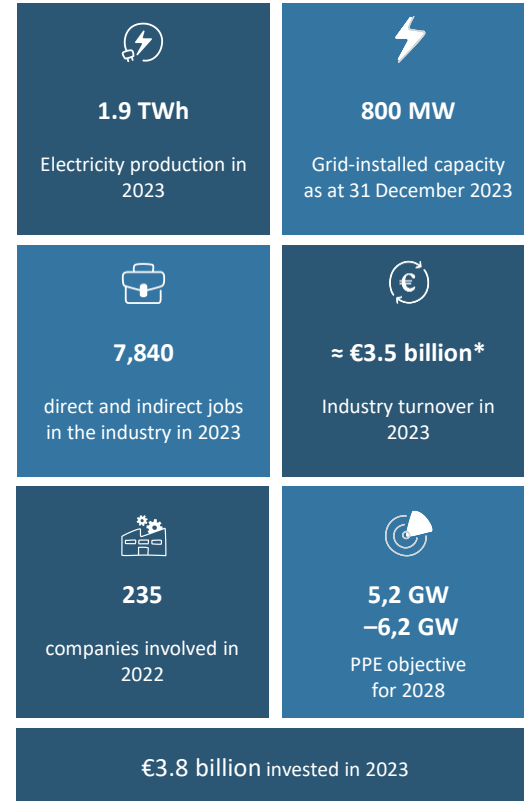 1.9 TWh
Electricity production in
2023
800 MW
Grid-installed capacity
as at 31 December 2023
7,840
direct and indirect jobs
in the industry in 2023
≈ €3.5 billion*
Industry turnover in
2023
235
companies involved in
2022
5,2 GW
–6,2 GW
PPE objective
for 2028
€3.8 billion invested in 2023